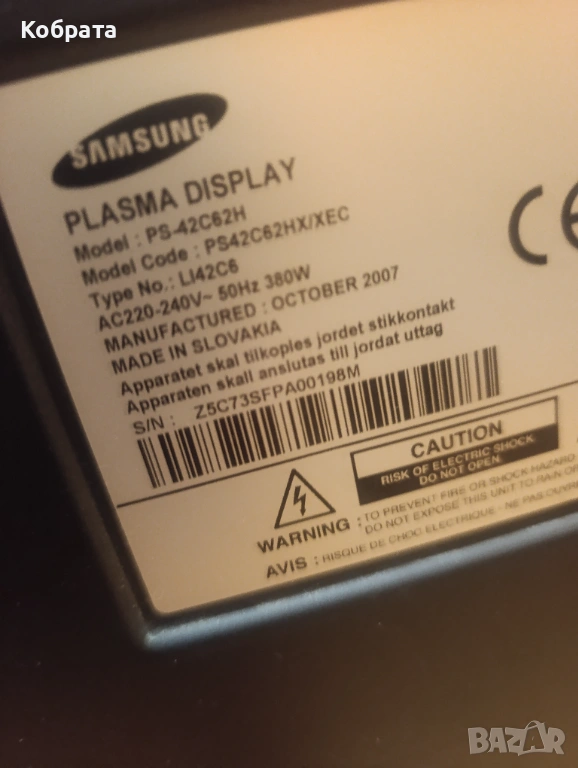 Кобрата
SAMSUNG
PLASMA DISPLAY
Model : PS-42C62H
Model Code : PS42C62HX/XEC
Type No.: LI42C6
AC220-240V~ 50Hz 380W
MANUFACTURED : OCTOBER 2007
MADE IN SLOVAKIA
Apparatet skal tilkoples jordet stikkontakt
Apparaten skall anslutas till jordat uttag
S/N : Z5C73SFPA00198M
CE
CAUTION
RISK OF ELECTRIC SHOCK.
DO NOT OPEN.
WARNING : TO PREVENT FIRE OR SHOCK HAZARD
DO NOT EXPOSE THIS UNIT TO RAIN OR
AVIS : RISQUE DE CHOC ELECTRIQUE - NE PAS OUVRI
BAZAR